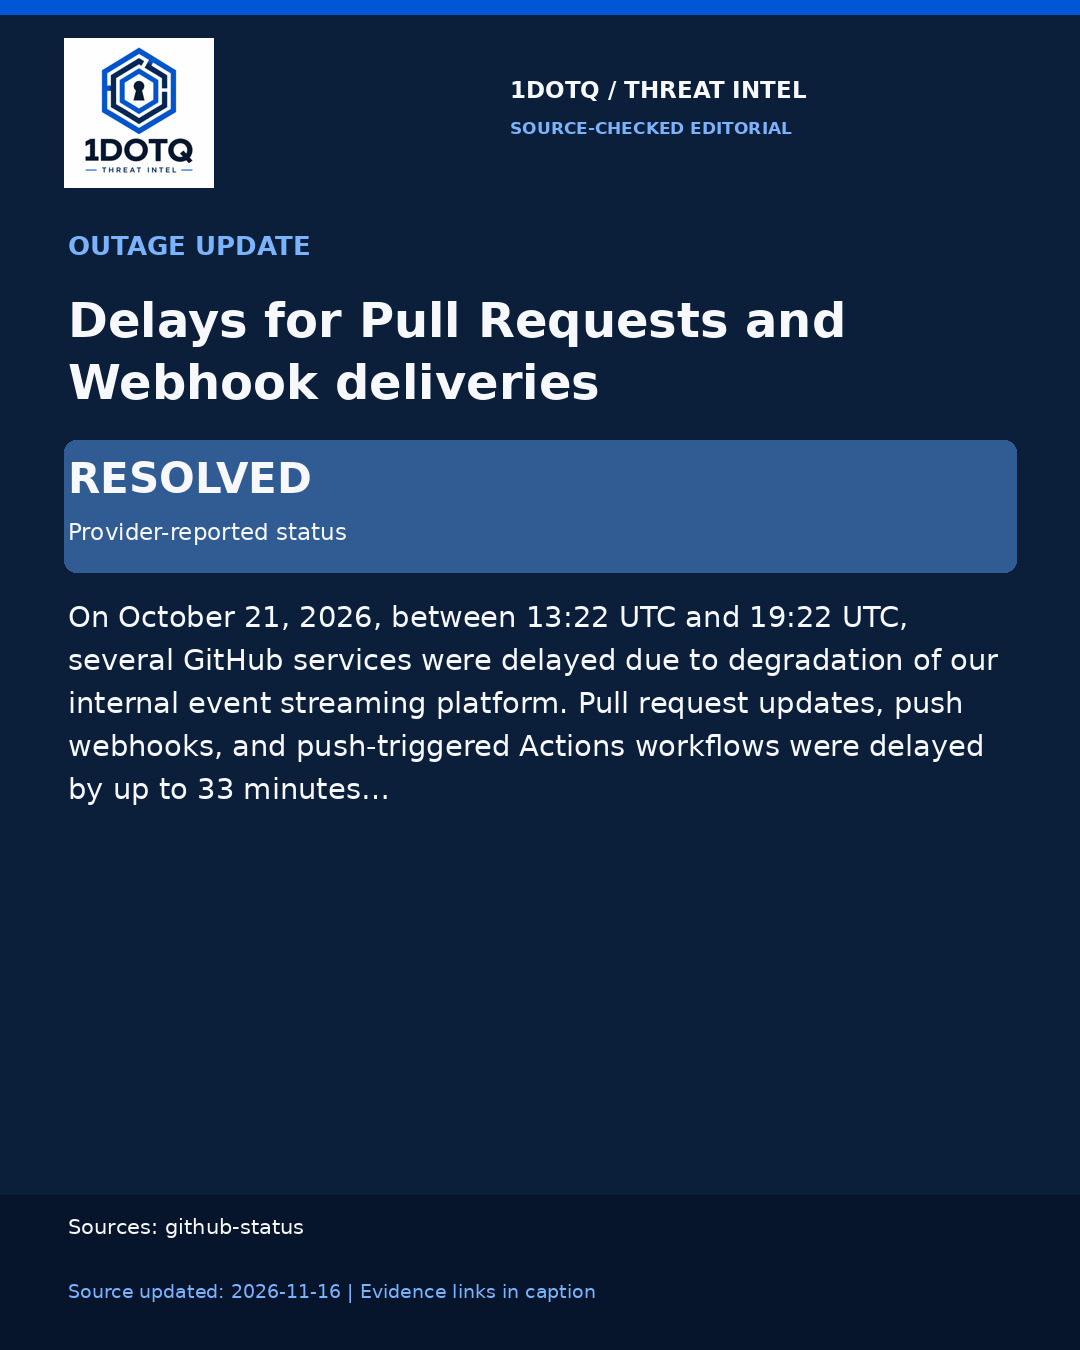 1DOTQ
THREAT INTEL
1DOTQ / THREAT INTEL
SOURCE-CHECKED EDITORIAL
OUTAGE UPDATE
Delays for Pull Requests and
Webhook deliveries
RESOLVED
Provider-reported status
On October 21, 2026, between 13:22 UTC and 19:22 UTC,
several GitHub services were delayed due to degradation of our
internal event streaming platform. Pull request updates, push
webhooks, and push-triggered Actions workflows were delayed
by up to 33 minutes…
Sources: github-status
Source updated: 2026-11-16 | Evidence links in caption